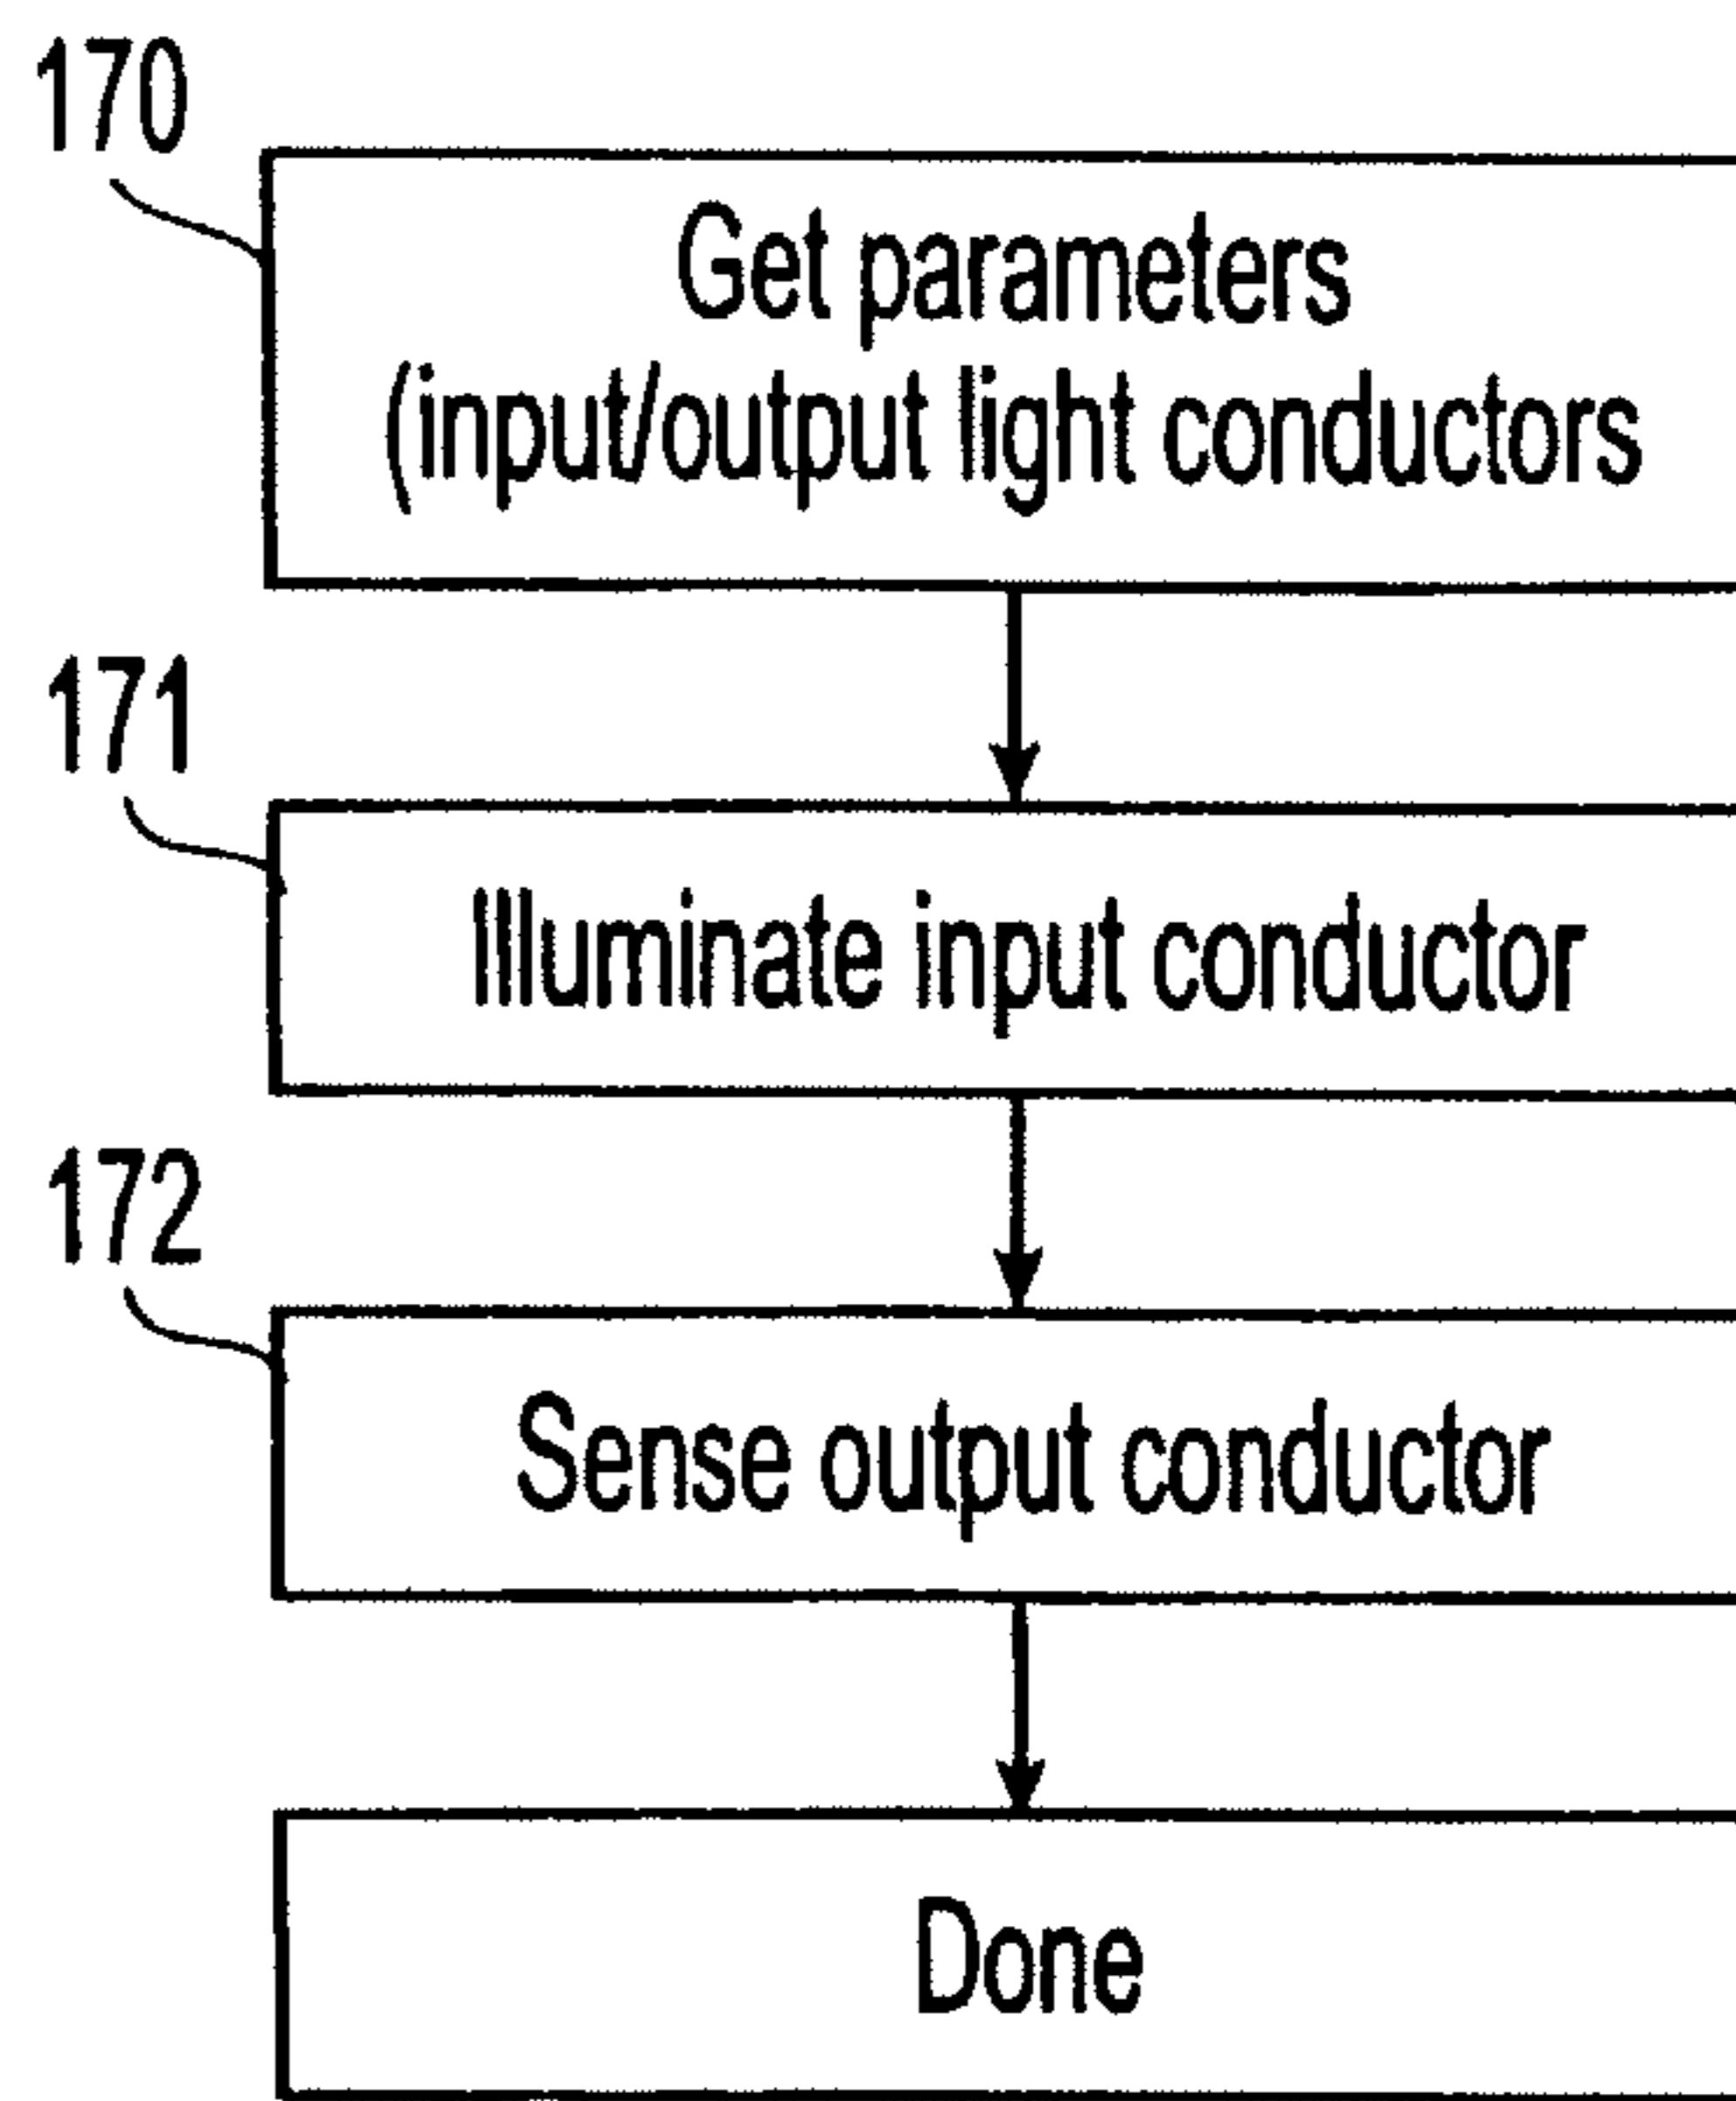 170
Get parameters
(input/output light conductors
171
Illuminate input conductor
172
Sense output conductor
Done